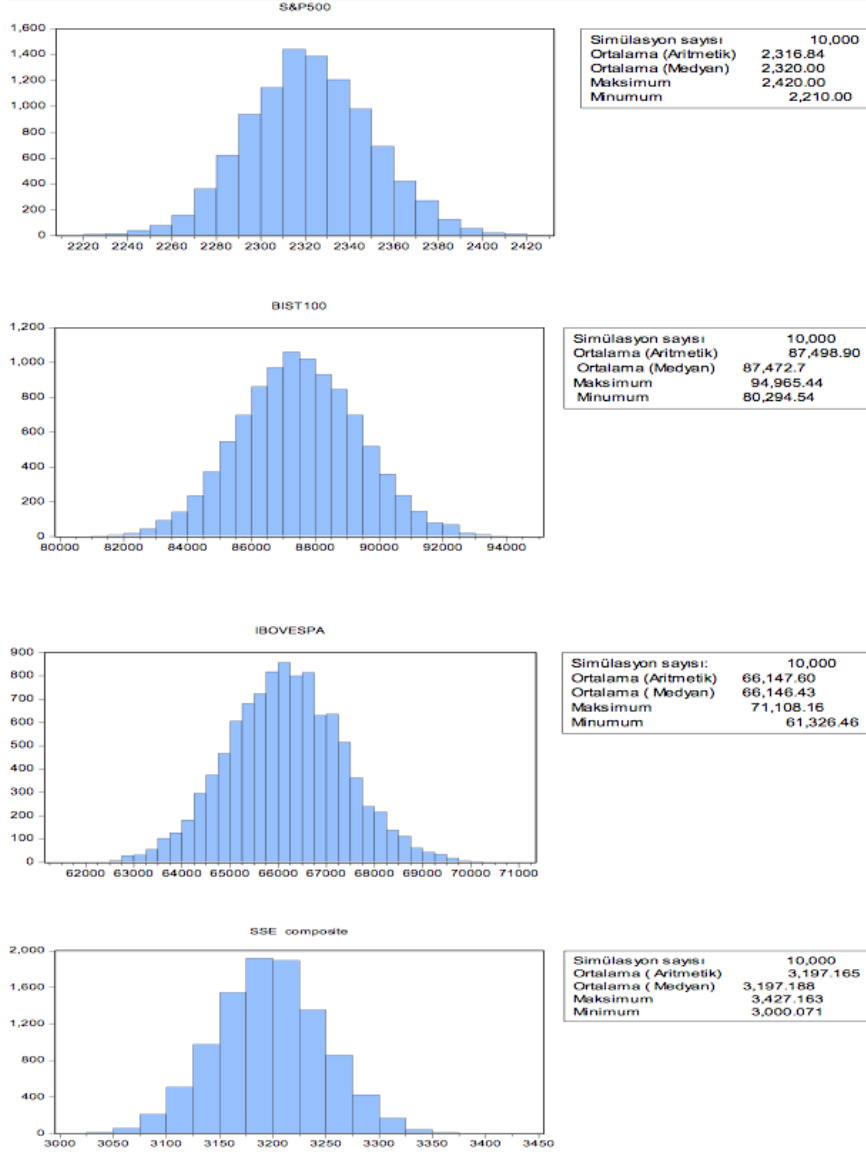 S&P500
1,600
1,400
1,200
1,000
800
600
400
200
0
2220 2240 2260 2280 2300 2320 2340 2360 2380 2400 2420
Simülasyon sayısı 10,000
Ortalama (Aritmetik) 2,316.84
Ortalama (Medyan) 2,320.00
Maksimum 2,420.00
Minumum 2,210.00
BIST100
1,200
1,000
800
600
400
200
0
80000 82000 84000 86000 88000 90000 92000 94000
Simülasyon sayısı 10,000
Ortalama (Aritmetik) 87,498.90
Ortalama (Medyan) 87,472.7
Maksimum 94,965.44
Minumum 80,294.54
IBOVESPA
900
800
700
600
500
400
300
200
100
0
62000 63000 64000 65000 66000 67000 68000 69000 70000 71000
Simülasyon sayısı: 10,000
Ortalama (Aritmetik) 66,147.60
Ortalama ( Medyan) 66,146.43
Maksimum 71,108.16
Minumum 61,326.46
SSE composite
2,000
1,600
1,200
800
400
0
3000 3050 3100 3150 3200 3250 3300 3350 3400 3450
Simülasyon sayısı 10,000
Ortalama ( Aritmetik) 3,197.165
Ortalama ( Medyan) 3,197.188
Maksimum 3,427.163
Minimum 3,000.071